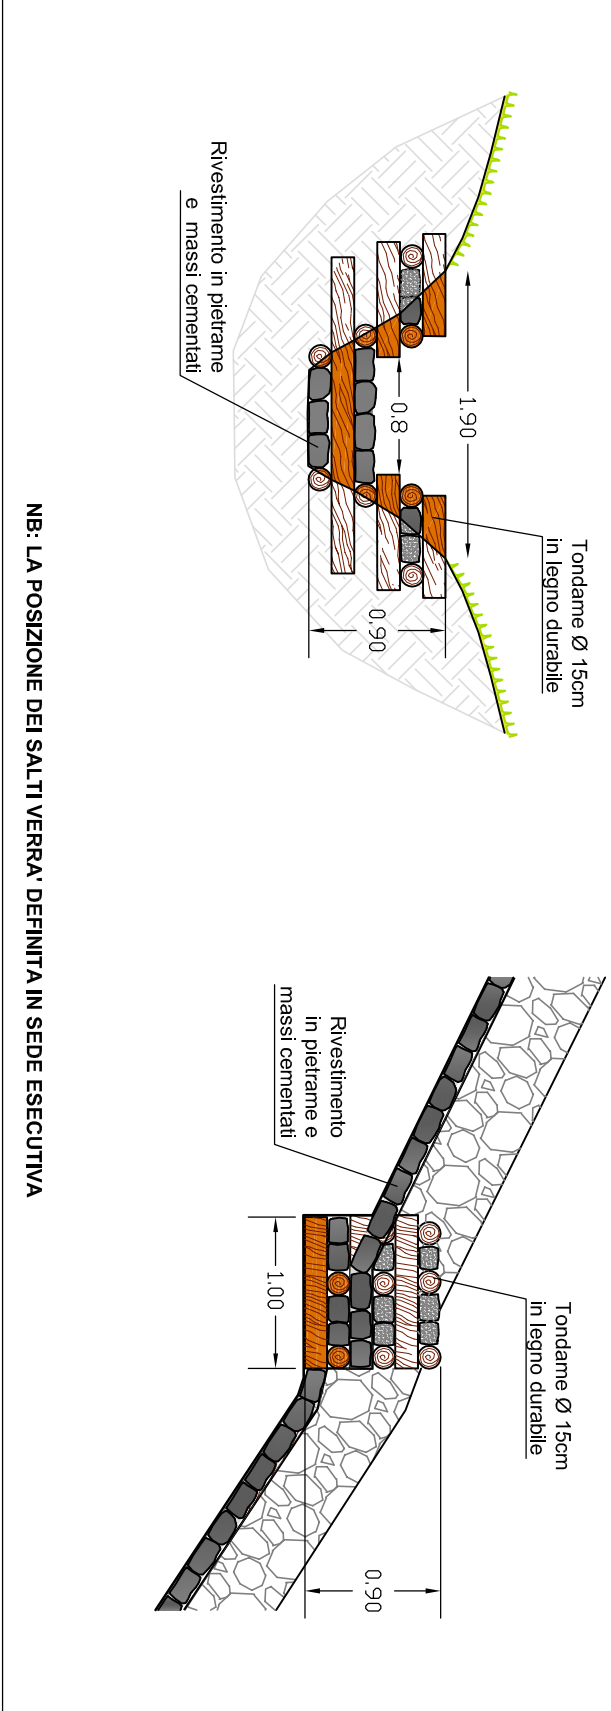 Rivestimento in pietrame
e massi cementati
1.90
0.8
0.90
Tondame Ø 15cm
in legno durabile
Rivestimento
in pietrame e
massi cementati
1.00
Tondame Ø 15cm
in legno durabile
0.90
NB: LA POSIZIONE DEI SALTI VERRA' DEFINITA IN SEDE ESECUTIVA